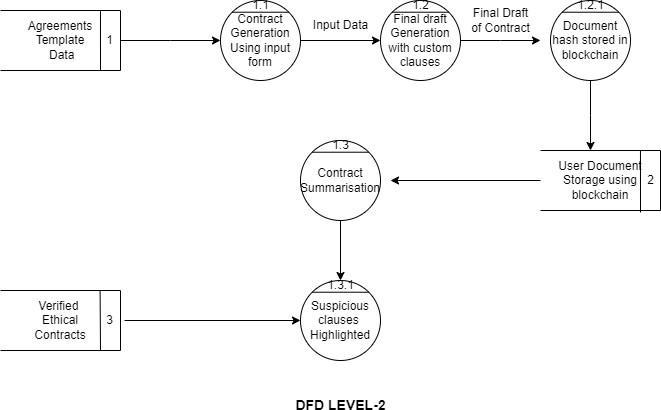 Agreements
Template
Data
1
1.1
Contract
Generation
Using input
form
Input Data
1.2
Final draft
Generation
with custom
clauses
Final Draft
of Contract
1.2.1
Document
hash stored in
blockchain
1.3
Contract
Summarisation
User Document
Storage using
blockchain
2
Verified
Ethical
Contracts
3
1.3.1
Suspicious
clauses
Highlighted
DFD LEVEL-2